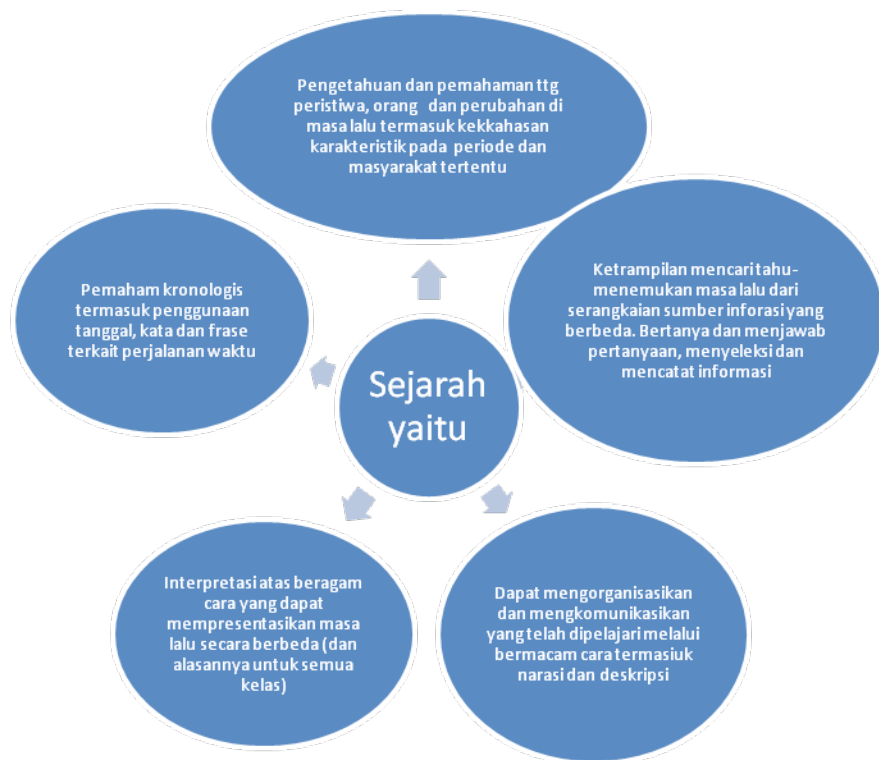 Pengetahuan dan pemahaman ttg
peristiwa, orang dan perubahan di
masa lalu termasuk kekkahasan
karakteristik pada periode dan
masyarakat tertentu
Ketrampilan mencari tahu-
menemukan masa lalu dari
serangkaian sumber inforasi yang
berbeda. Bertanya dan menjawab
pertanyaan, menyeleksi dan
mencatat informasi
Pemaham kronologis
termasuk penggunaan
tanggal, kata dan frase
terkait perjalanan waktu
Sejarah
yaitu
Interpretasi atas beragam
cara yang dapat
mempresentasikan masa
lalu secara berbeda (dan
alasannya untuk semua
kelas)
Dapat mengorganisasikan
dan mengkomunikasikan
yang telah dipelajari melalui
bermacam cara termasiuk
narasi dan deskripsi